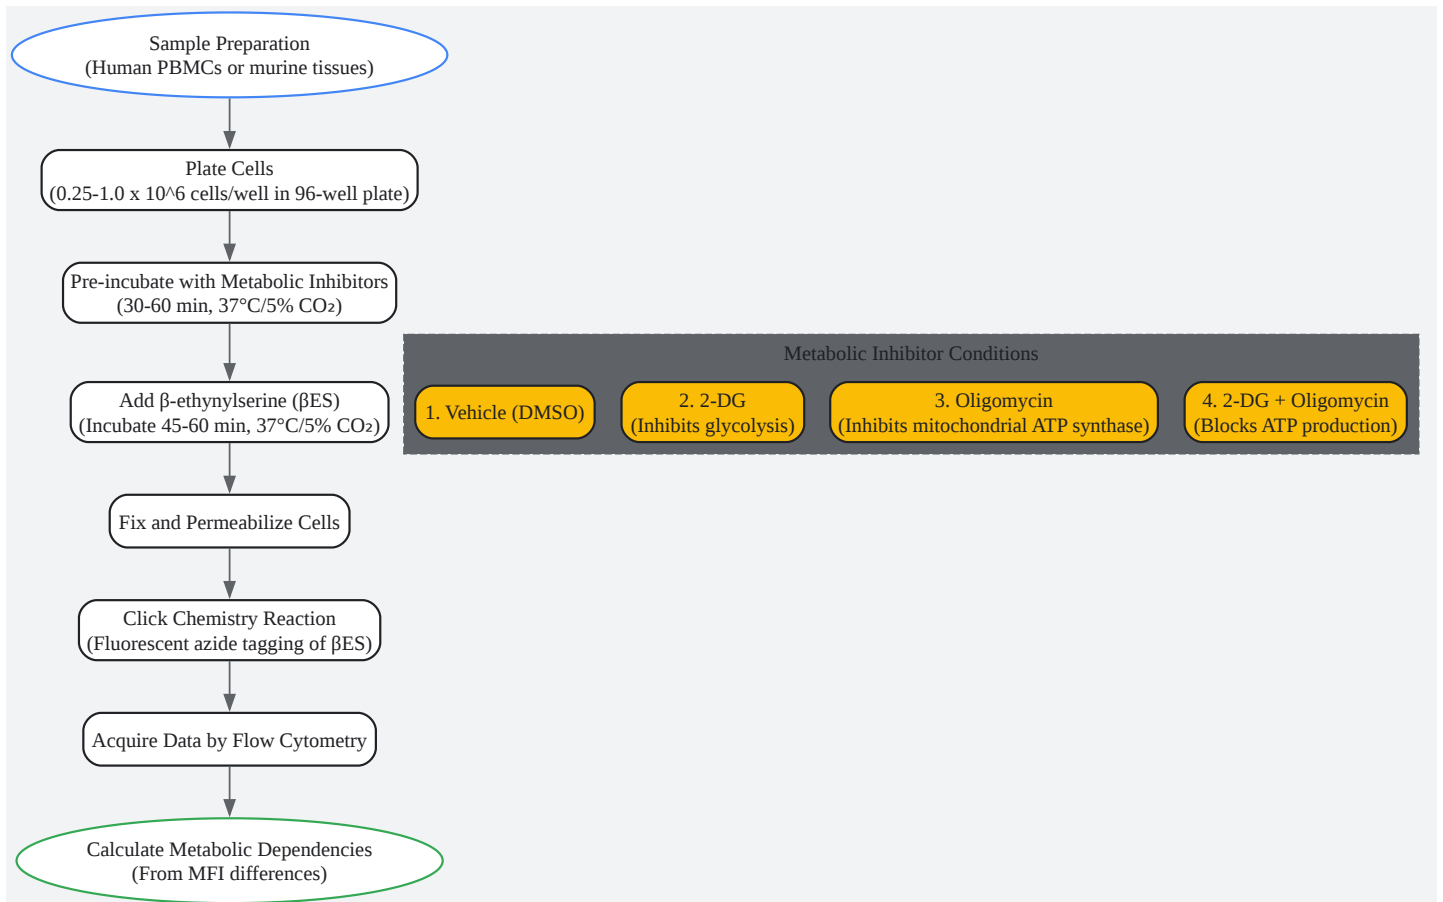 Sample Preparation
(Human PBMCs or murine tissues)
Plate Cells
(0.25-1.0 x 10^6 cells/well in 96-well plate)
Pre-incubate with Metabolic Inhibitors
(30-60 min, 37°C/5% CO₂)
Metabolic Inhibitor Conditions
Add β-ethynylserine (βES)
(Incubate 45-60 min, 37°C/5% CO₂)
1. Vehicle (DMSO)
2. 2-DG
(Inhibits glycolysis)
3. Oligomycin
(Inhibits mitochondrial ATP synthase)
4. 2-DG + Oligomycin
(Blocks ATP production)
Fix and Permeabilize Cells
Click Chemistry Reaction
(Fluorescent azide tagging of βES)
Acquire Data by Flow Cytometry
Calculate Metabolic Dependencies
(From MFI differences)